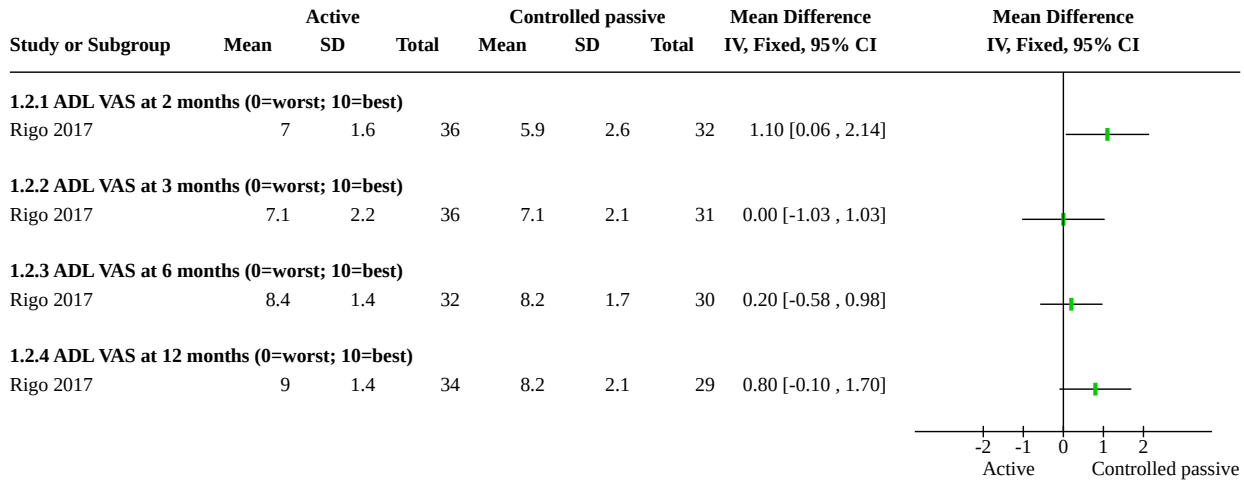 Active Controlled passive Mean Difference Mean Difference
Study or Subgroup Mean SD Total Mean SD Total IV, Fixed, 95% CI IV, Fixed, 95% CI
1.2.1 ADL VAS at 2 months (0=worst; 10=best)
Rigo 2017 7 1.6 36 5.9 2.6 32 1.10 [0.06 , 2.14]
1.2.2 ADL VAS at 3 months (0=worst; 10=best)
Rigo 2017 7.1 2.2 36 7.1 2.1 31 0.00 [-1.03 , 1.03]
1.2.3 ADL VAS at 6 months (0=worst; 10=best)
Rigo 2017 8.4 1.4 32 8.2 1.7 30 0.20 [-0.58 , 0.98]
1.2.4 ADL VAS at 12 months (0=worst; 10=best)
Rigo 2017 9 1.4 34 8.2 2.1 29 0.80 [-0.10 , 1.70]
-2 -1 0 1 2
Active Controlled passive